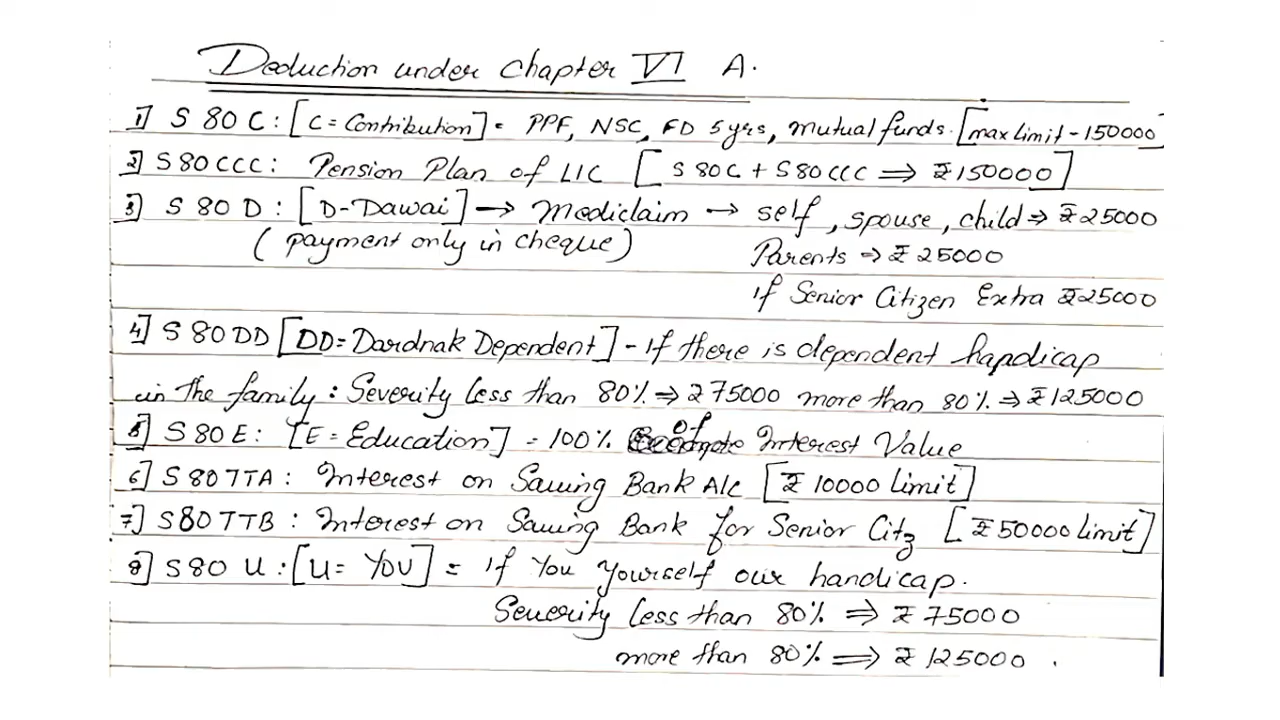 Deduction under Chapter VI A.
1] S 80 C : [C = Contribution] = PPF, NSC, FD 5 yrs, mutual funds. [max Limit - 150000]
2] S 80 CCC : Pension Plan of LIC [S 80C + S 80 CCC ⇒ ₹150000]
3] S 80 D : [D-Dawai] → Mediclaim → self, spouse, child ⇒ ₹25000
(payment only in cheque) Parents ⇒ ₹25000
if Senior Citizen Extra ₹25000
4] S 80 DD [DD = Dardnak Dependent] - If there is dependent handicap
in the family : Severity less than 80% ⇒ ₹75000 more than 80% ⇒ ₹125000
5] S 80 E : [E = Education] = 100% of Interest Value
6] S 80 TTA : Interest on Saving Bank A/c [₹ 10000 Limit]
7] S 80 TTB : Interest on Saving Bank for Senior Citz [₹50000 limit]
8] S 80 U : [U = YOU] = if You Yourself our handicap.
Severity less than 80% ⇒ ₹75000
more than 80% ⇒ ₹125000.